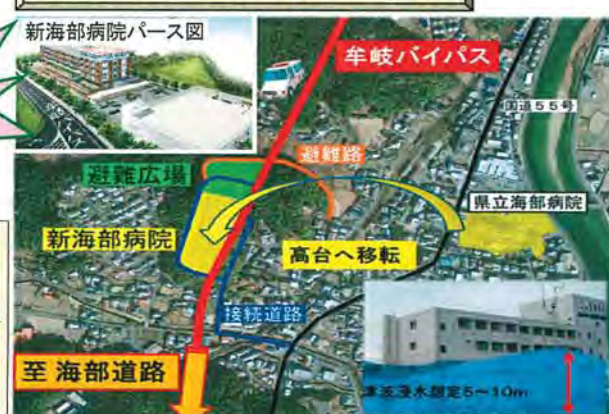 新海部病院パース図
牟岐バイパス
国道55号
避難路
避難広場
県立海部病院
新海部病院
高台へ移転
接続道路
至 海部道路
津波浸水想定5~10m